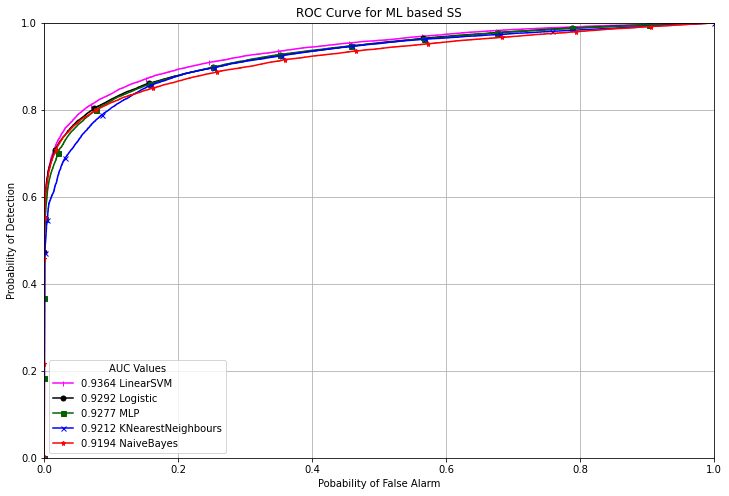 ROC Curve for ML based SS
1.0
0.8
0.6
0.4
0.2
0.0
Probability of Detection
AUC Values
0.9364 LinearSVM
0.9292 Logistic
0.9277 MLP
0.9212 KNearestNeighbours
0.9194 NaiveBayes
0.0 0.2 0.4 0.6 0.8 1.0
Pobability of False Alarm